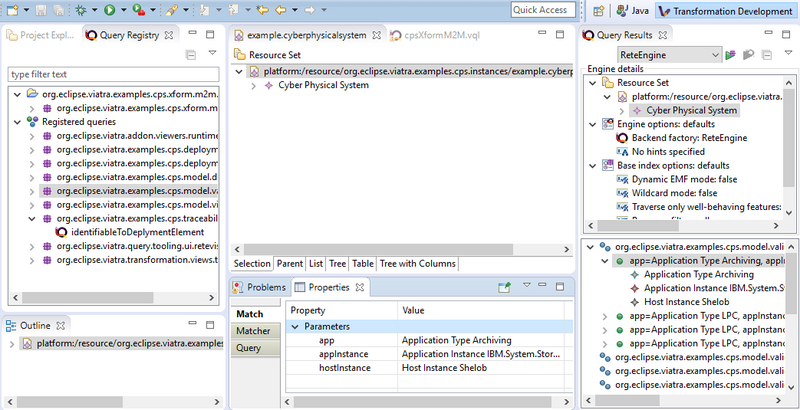 Quick Access
Java
Transformation Development
Project Expl...
Query Registry
type filter text
org.eclipse.viatra.examples.cps.xform.m2m.
org.eclipse.viatra.examples.cps.xform.m
Registered queries
org.eclipse.viatra.addon.viewers.runtime
org.eclipse.viatra.examples.cps.deploym
org.eclipse.viatra.examples.cps.deploym
org.eclipse.viatra.examples.cps.model.d
org.eclipse.viatra.examples.cps.model.va
org.eclipse.viatra.examples.cps.model.vi
org.eclipse.viatra.examples.cps.traceabil
identifiableToDeplymentElement
org.eclipse.viatra.query.tooling.ui.retevis
org.eclipse.viatra.transformation.views.t
Outline
platform:/resource/org.eclipse.viatra.examples
example.cyberphysicalsystem
cpsXformM2M.vql
Resource Set
platform:/resource/org.eclipse.viatra.examples.cps.instances/example.cyberp
Cyber Physical System
Selection Parent List Tree Table Tree with Columns
Problems
Properties
Match
Matcher
Query
Property Value
Parameters
app Application Type Archiving
appInstance Application Instance IBM.System.Stor...
hostInstance Host Instance Shelob
Query Results
ReteEngine
Engine details
Resource Set
platform:/resource/org.eclipse.viatra.
Cyber Physical System
Engine options: defaults
Backend factory: ReteEngine
No hints specified
Base index options: defaults
Dynamic EMF mode: false
Wildcard mode: false
Traverse only well-behaving features:
org.eclipse.viatra.examples.cps.model.vali
app=Application Type Archiving, appIn
Application Type Archiving
Application Instance IBM.System.St
Host Instance Shelob
app=Application Type LPC, appInstanc
app=Application Type LPC, appInstanc
app=Application Type LPC, appInstanc
org.eclipse.viatra.examples.cps.model.vali
org.eclipse.viatra.examples.cps.model.vali
org.eclipse.viatra.examples.cps.model.vali